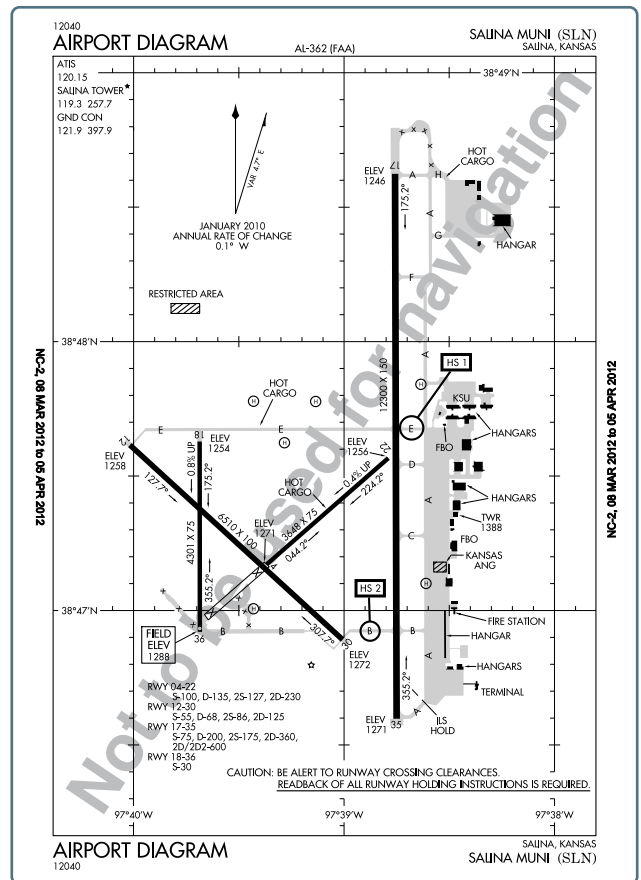 12040
AIRPORT DIAGRAM
AL-362 (FAA)
SALINA MUNI (SLN)
SALINA, KANSAS
ATIS
120.15
SALINA TOWER★
119.3 257.7
GND CON
121.9 397.9
38°49'N
VAR 4.7° E
JANUARY 2010
ANNUAL RATE OF CHANGE
0.1° W
RESTRICTED AREA
HOT
CARGO
ELEV
1246
17
A
H
175.2°
A
G
HANGAR
F
38°48'N
A
HS 1
12300 X 150
H
H
H
HOT
CARGO
KSU
E
E
E
E
HANGARS
FBO
H
12
ELEV
1258
18
ELEV
1254
ELEV
1256
22
D
0.8% UP
175.2°
127.7°
0.4% UP
224.2°
HOT
CARGO
HANGARS
A
TWR
1388
6510 X 100
3648 X 75
044.2°
ELEV
1271
4
C
FBO
KANSAS
ANG
4301 X 75
355.2°
HS 2
H
38°47'N
H
FIRE STATION
HANGAR
FIELD
ELEV
1288
36
B
B
B
B
307.7°
30
ELEV
1272
A
HANGARS
TERMINAL
355.2°
ELEV
1271
35
A
ILS
HOLD
RWY 04-22
S-100, D-135, 2S-127, 2D-230
RWY 12-30
S-55, D-68, 2S-86, 2D-125
RWY 17-35
S-75, D-200, 2S-175, 2D-360,
2D/2D2-600
RWY 18-36
S-30
CAUTION: BE ALERT TO RUNWAY CROSSING CLEARANCES.
READBACK OF ALL RUNWAY HOLDING INSTRUCTIONS IS REQUIRED.
97°40'W
97°39'W
97°38'W
NC-2, 08 MAR 2012 to 05 APR 2012
NC-2, 08 MAR 2012 to 05 APR 2012
Not to be used for navigation
AIRPORT DIAGRAM
12040
SALINA, KANSAS
SALINA MUNI (SLN)